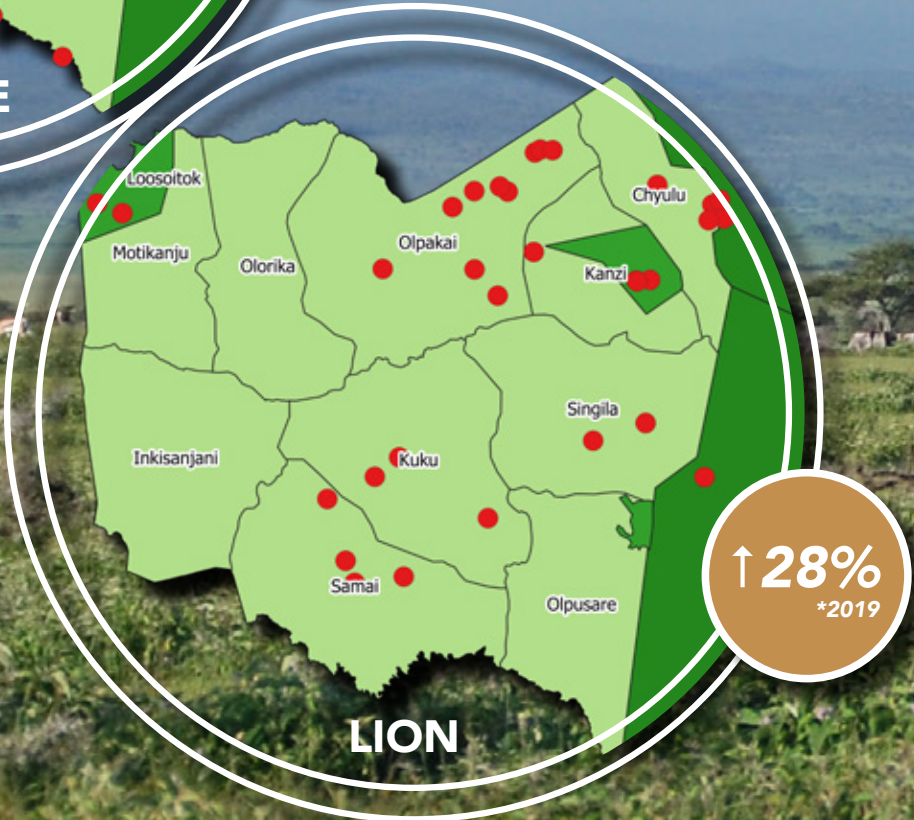 E
Loosoitok
Chyulu
Olpakai
Motikanju
Olorika
Kanzi
Singila
Inkisanjani
Kuku
↑28%
*2019
Samai
Olpusare
LION